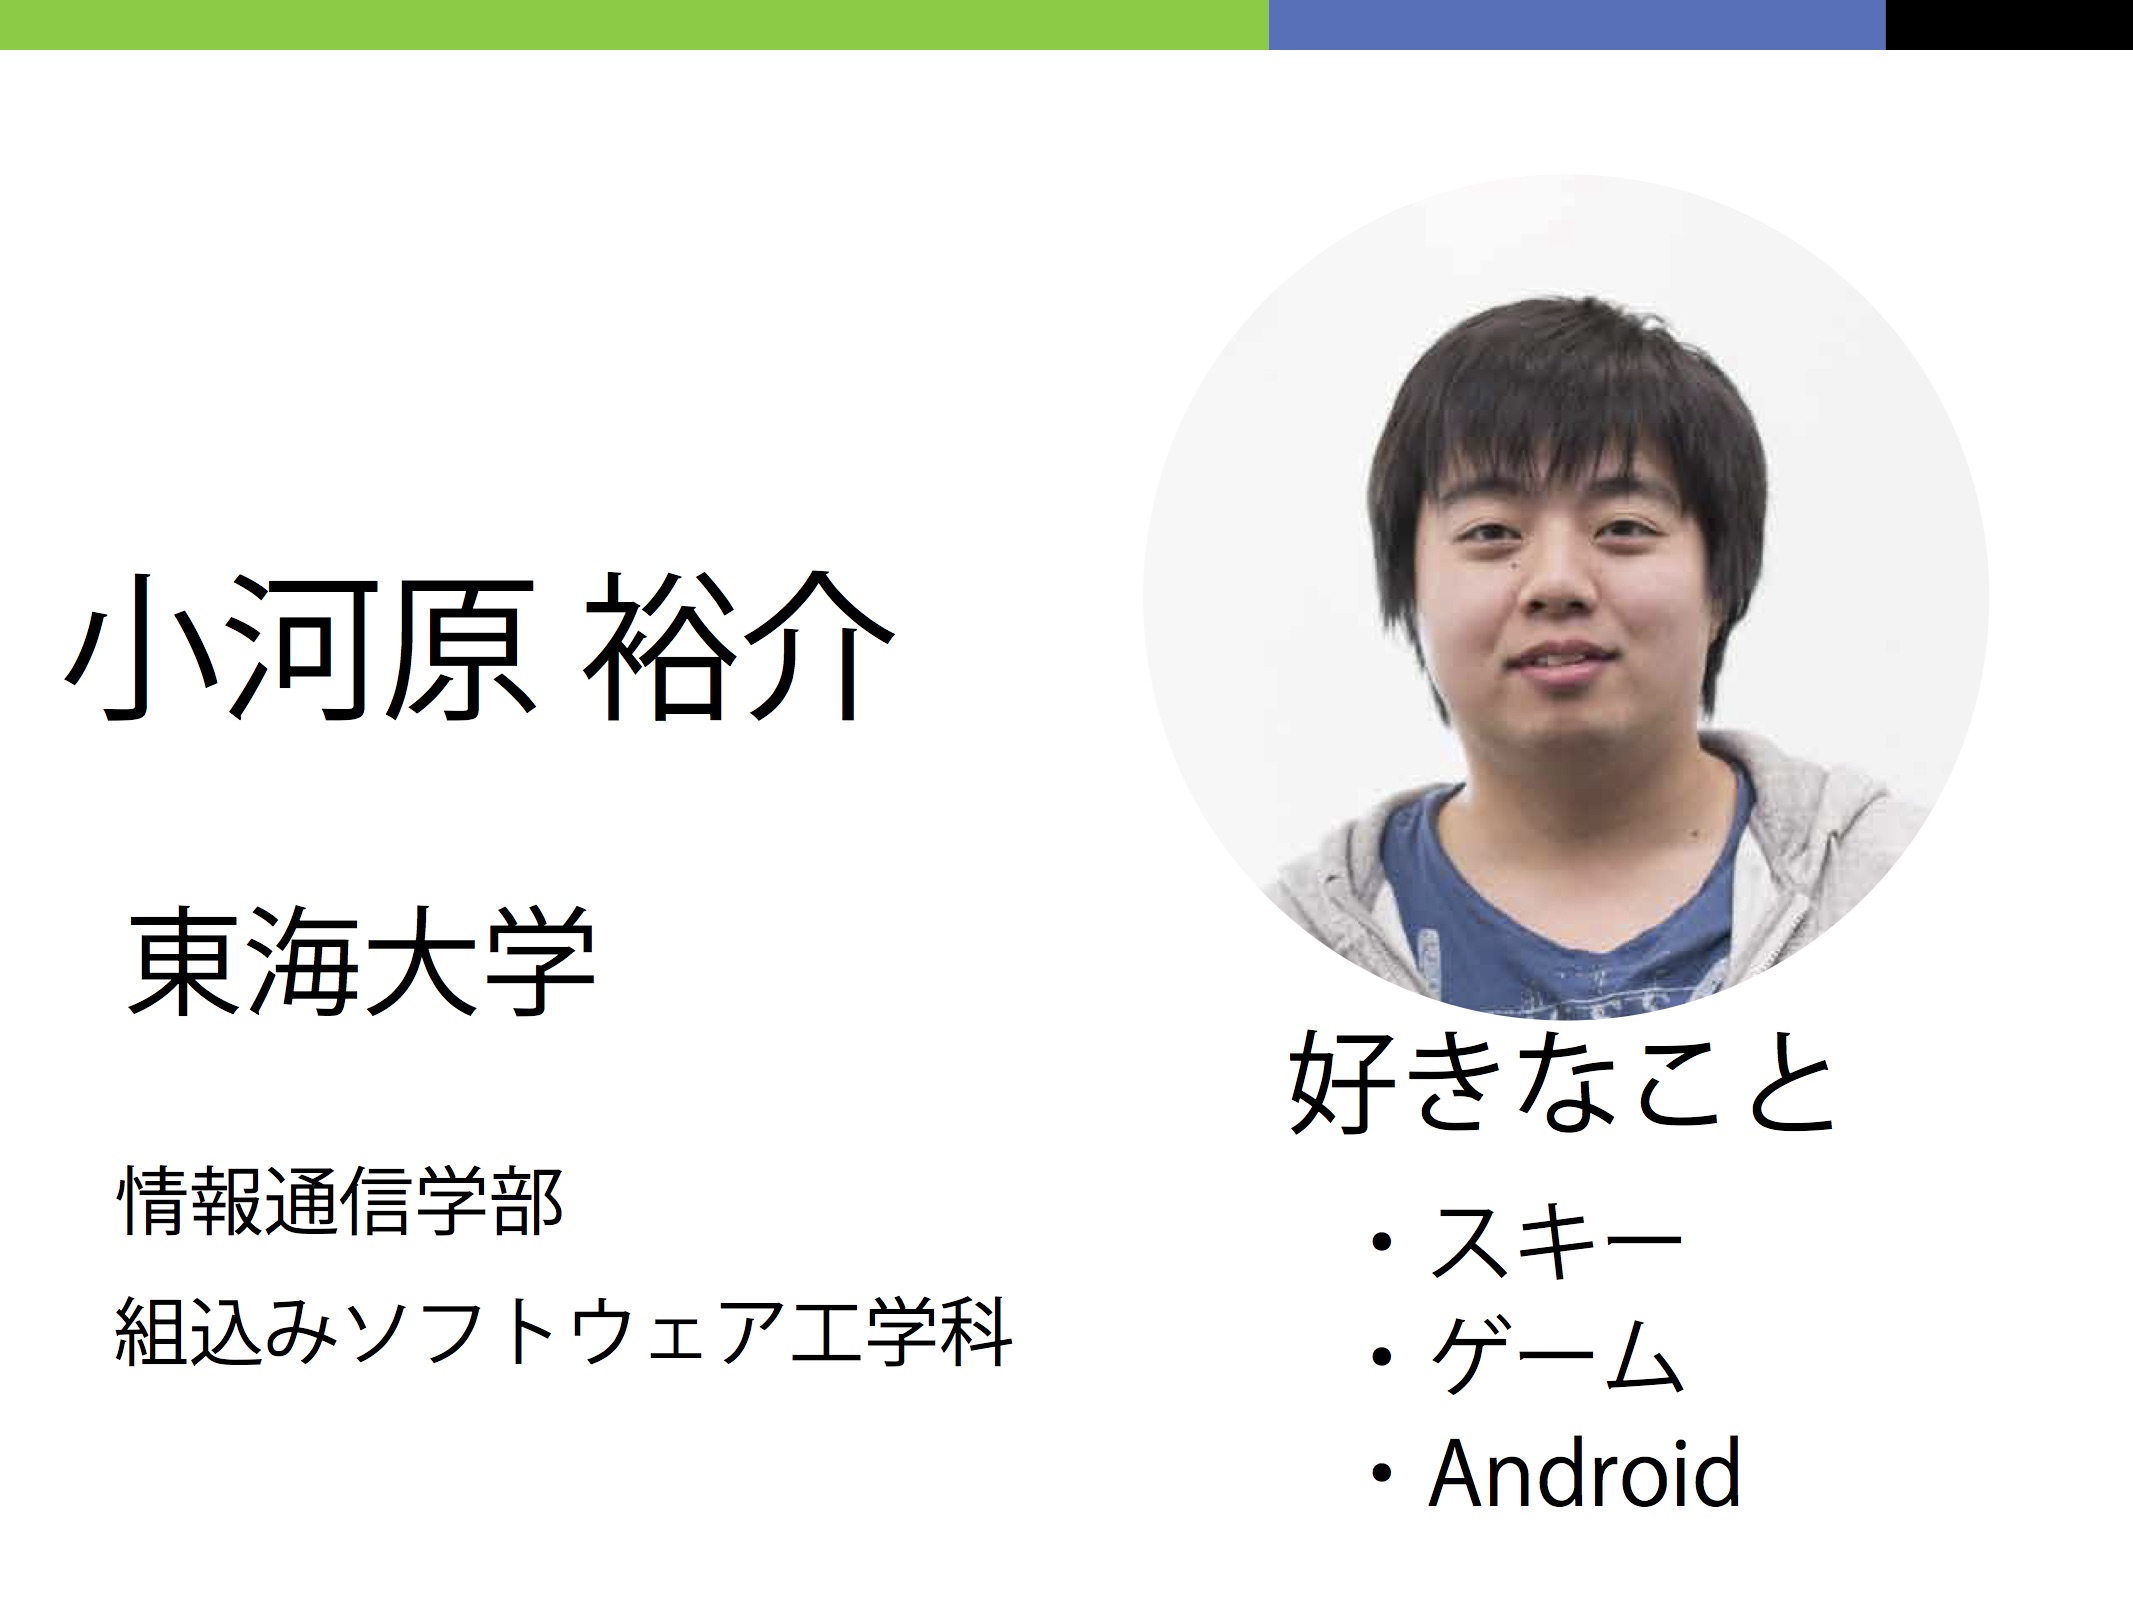 小河原 裕介
東海大学
情報通信学部
組込みソフトウェア工学科
好きなこと
・スキー
・ゲーム
・Android